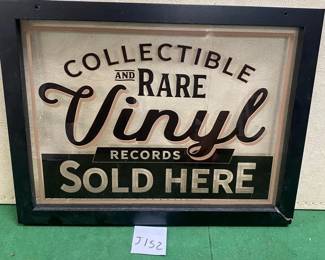 COLLECTIBLE
AND RARE
Vinyl
RECORDS
SOLD HERE
J152